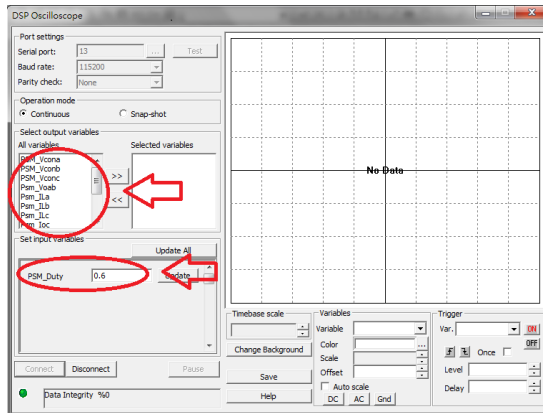 DSP Oscilloscope
Port settings
Serial port: 13 ... Test
Baud rate: 115200
Parity check: None
Operation mode
Continuous Snap-shot
Select output variables
All variables Selected variables
PSM_Vcona
PSM_Vconb
PSM_Vconc
Psm_Voab
Psm_ILa
Psm_ILb
Psm_ILc
Psm_Ioc
>>
<<
Set input variables
Update All
PSM_Duty 0.6 Update
Connect Disconnect Pause
Data Integrity %0
No Data
Timebase scale
Change Background
Save
Help
Variables
Variable
Color ...
Scale
Offset
Auto scale
DC AC Gnd
Trigger
Var. ON
OFF
Once
Level
Delay